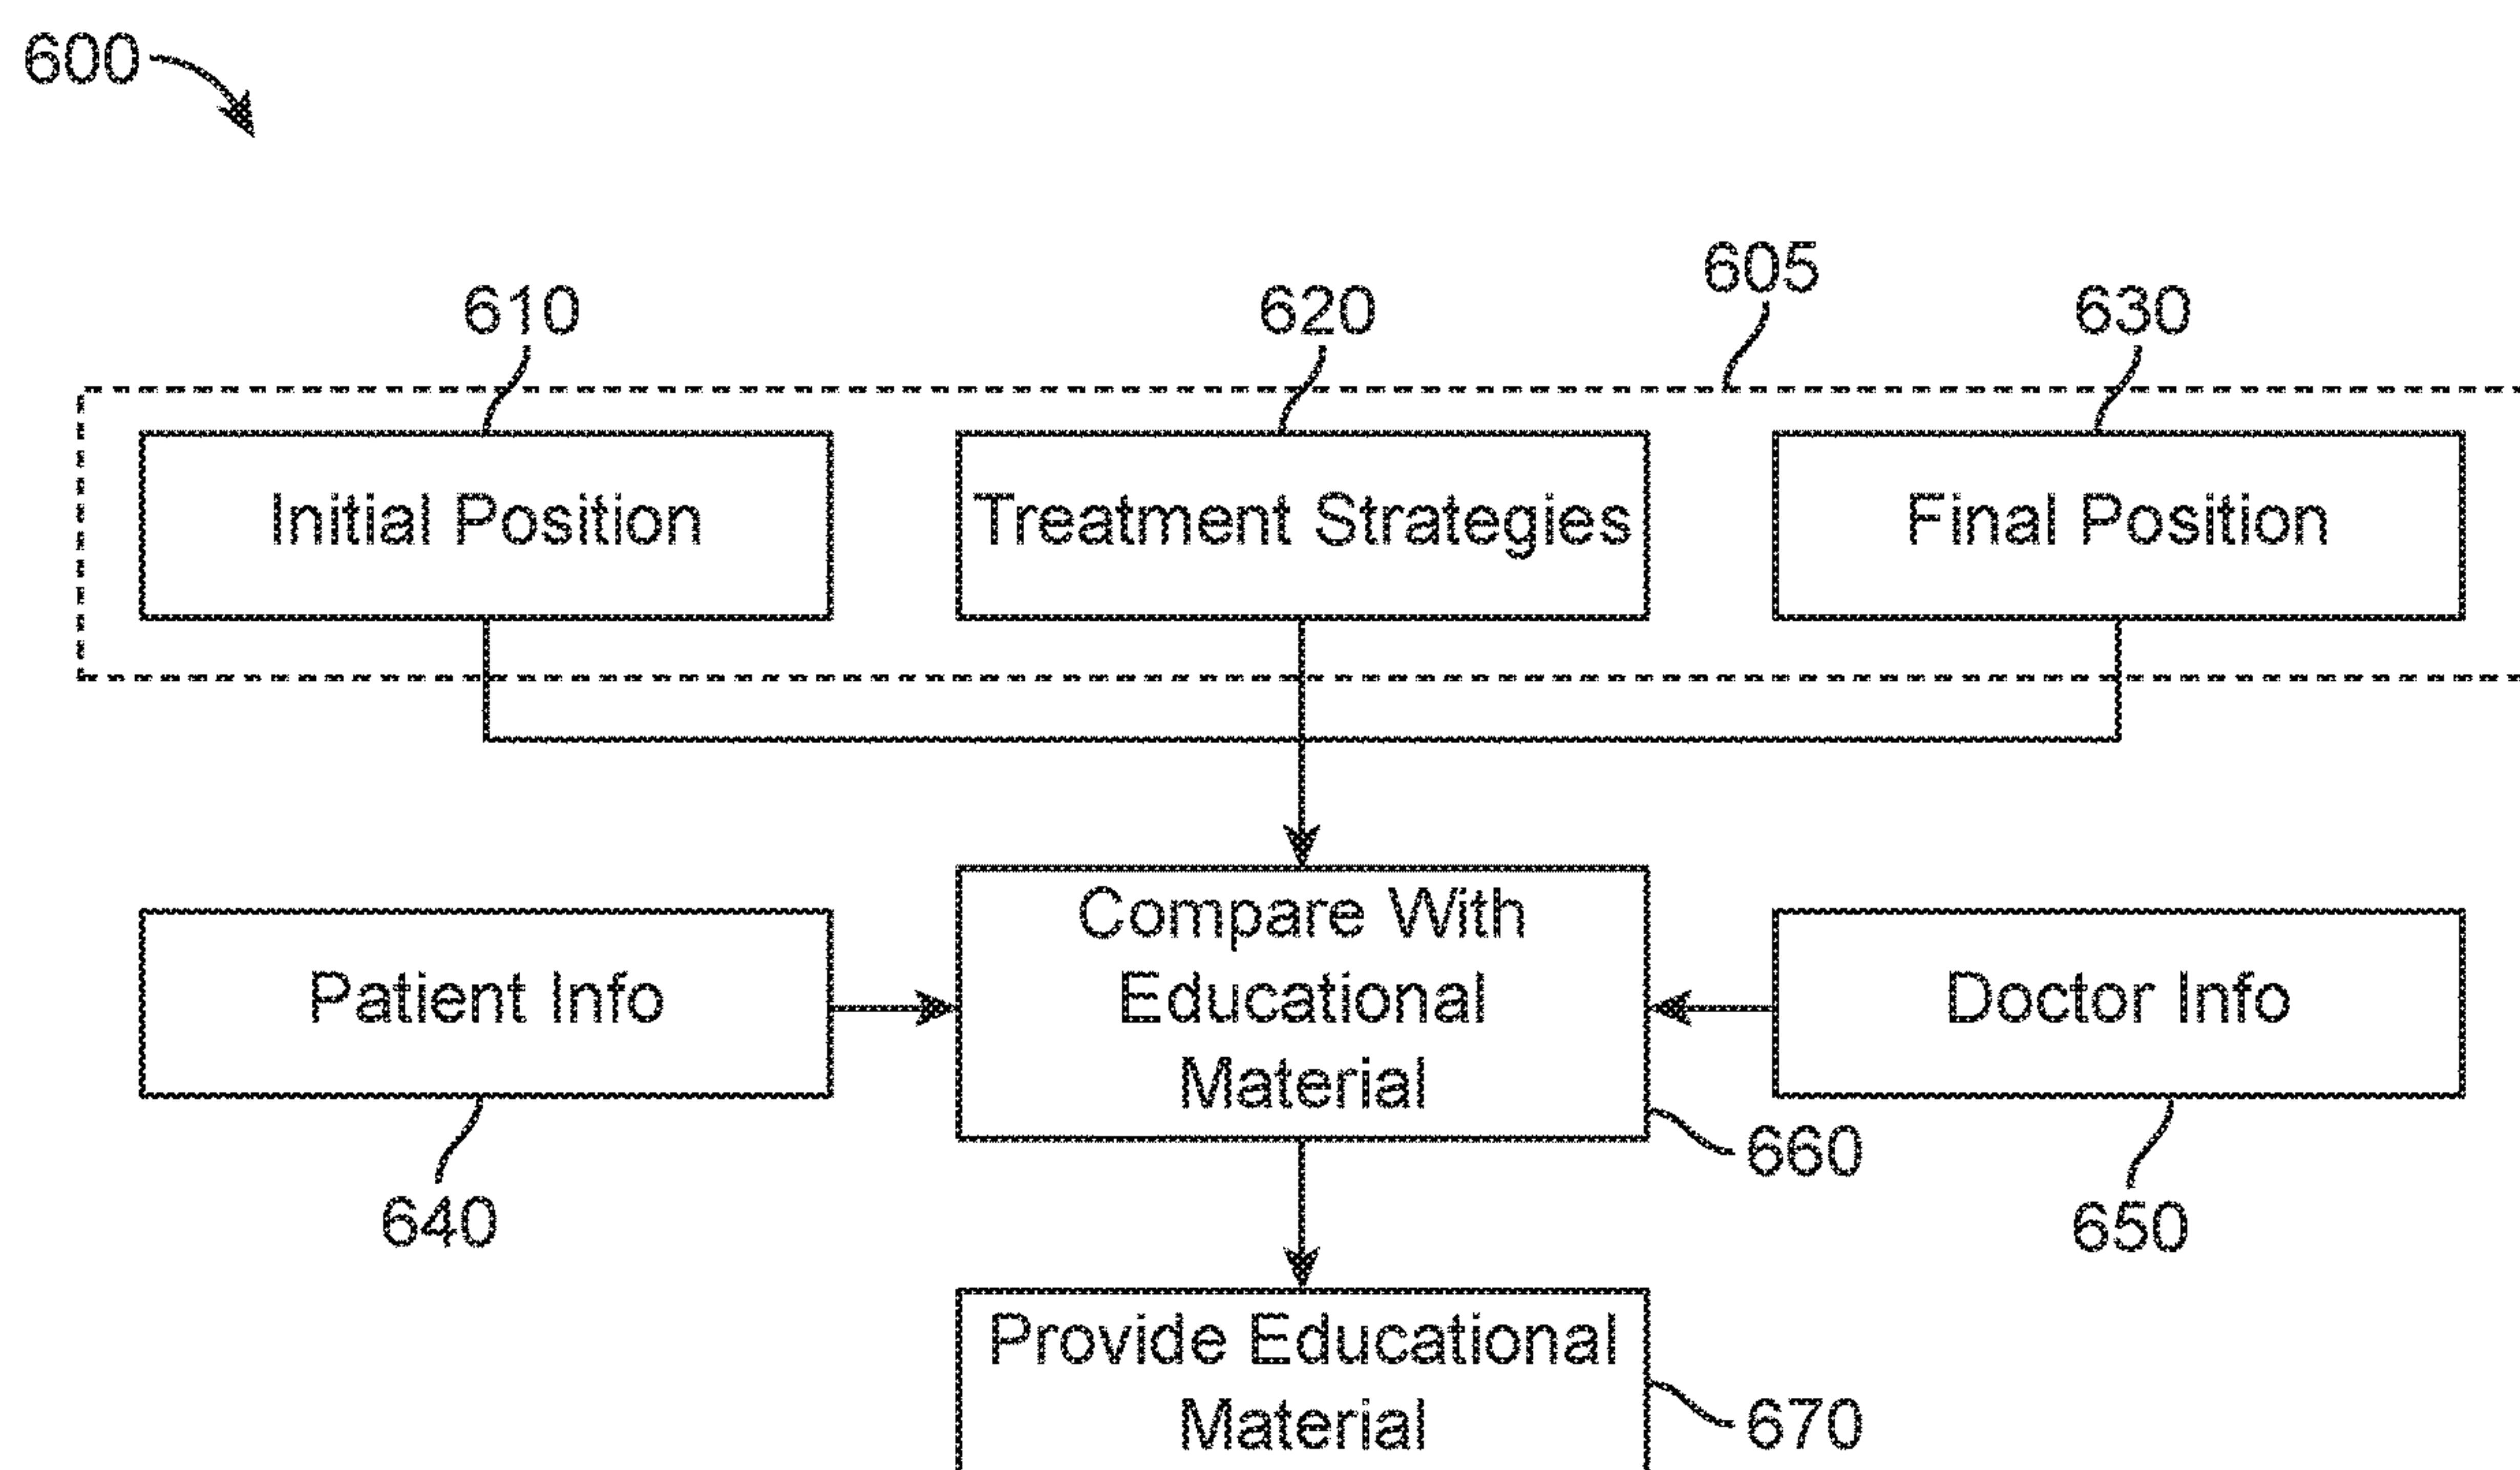 600
605
610
620
630
Initial Position
Treatment Strategies
Final Position
Compare With
Educational
Material
Patient Info
Doctor Info
660
640
650
Provide Educational
Material
670